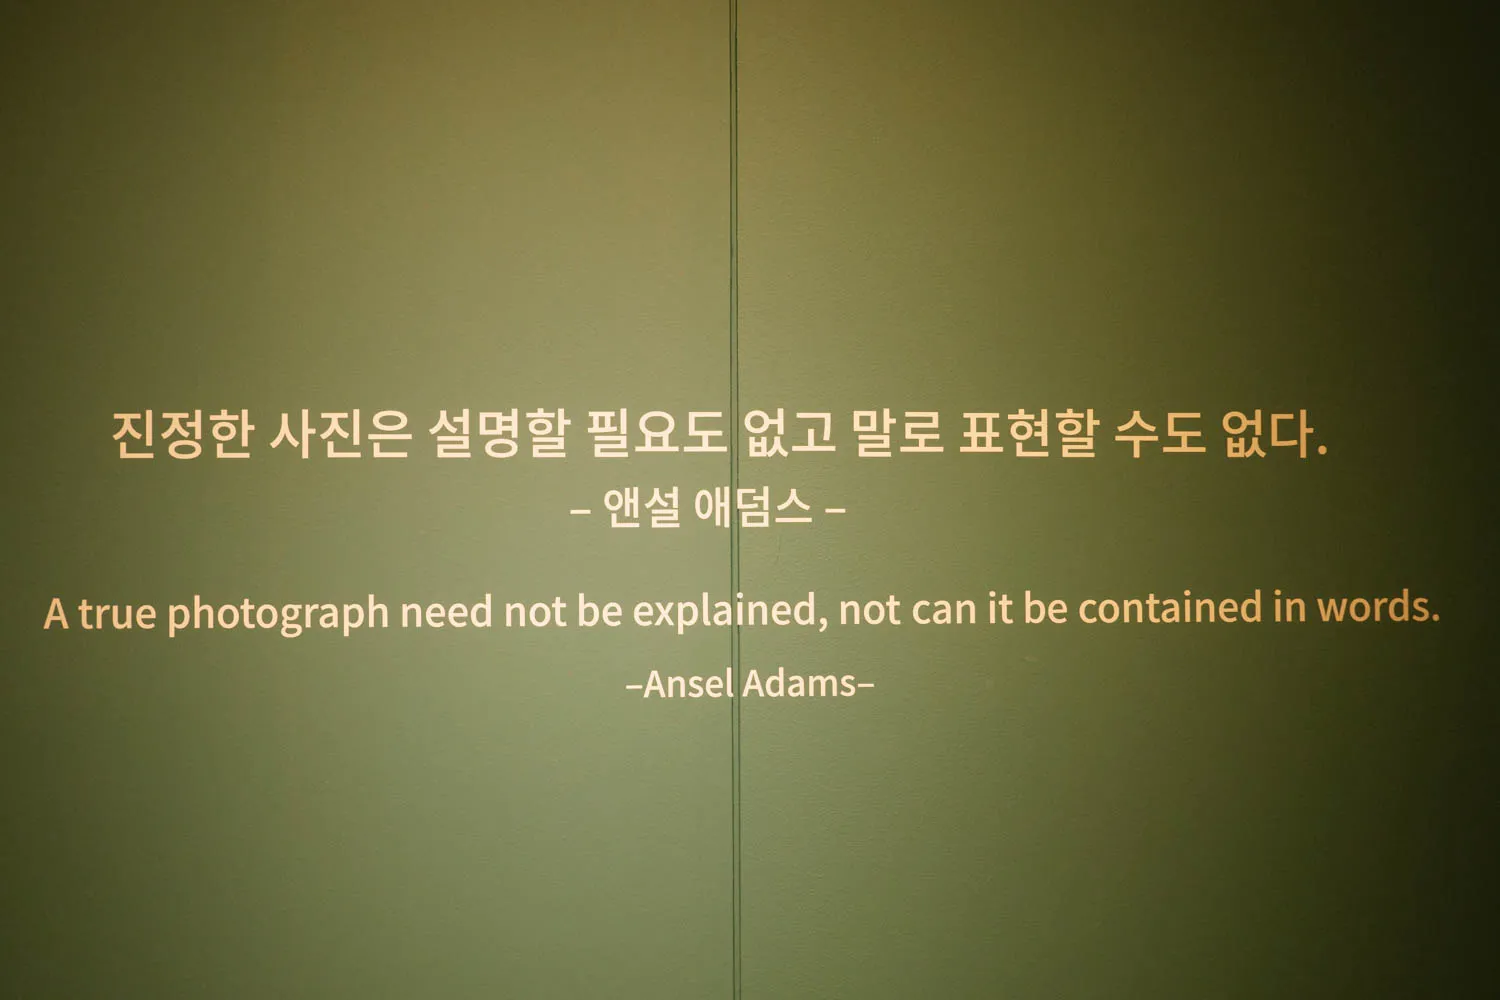 진정한 사진은 설명할 필요도 없고 말로 표현할 수도 없다.
– 앤설 애덤스 –
A true photograph need not be explained, not can it be contained in words.
–Ansel Adams–